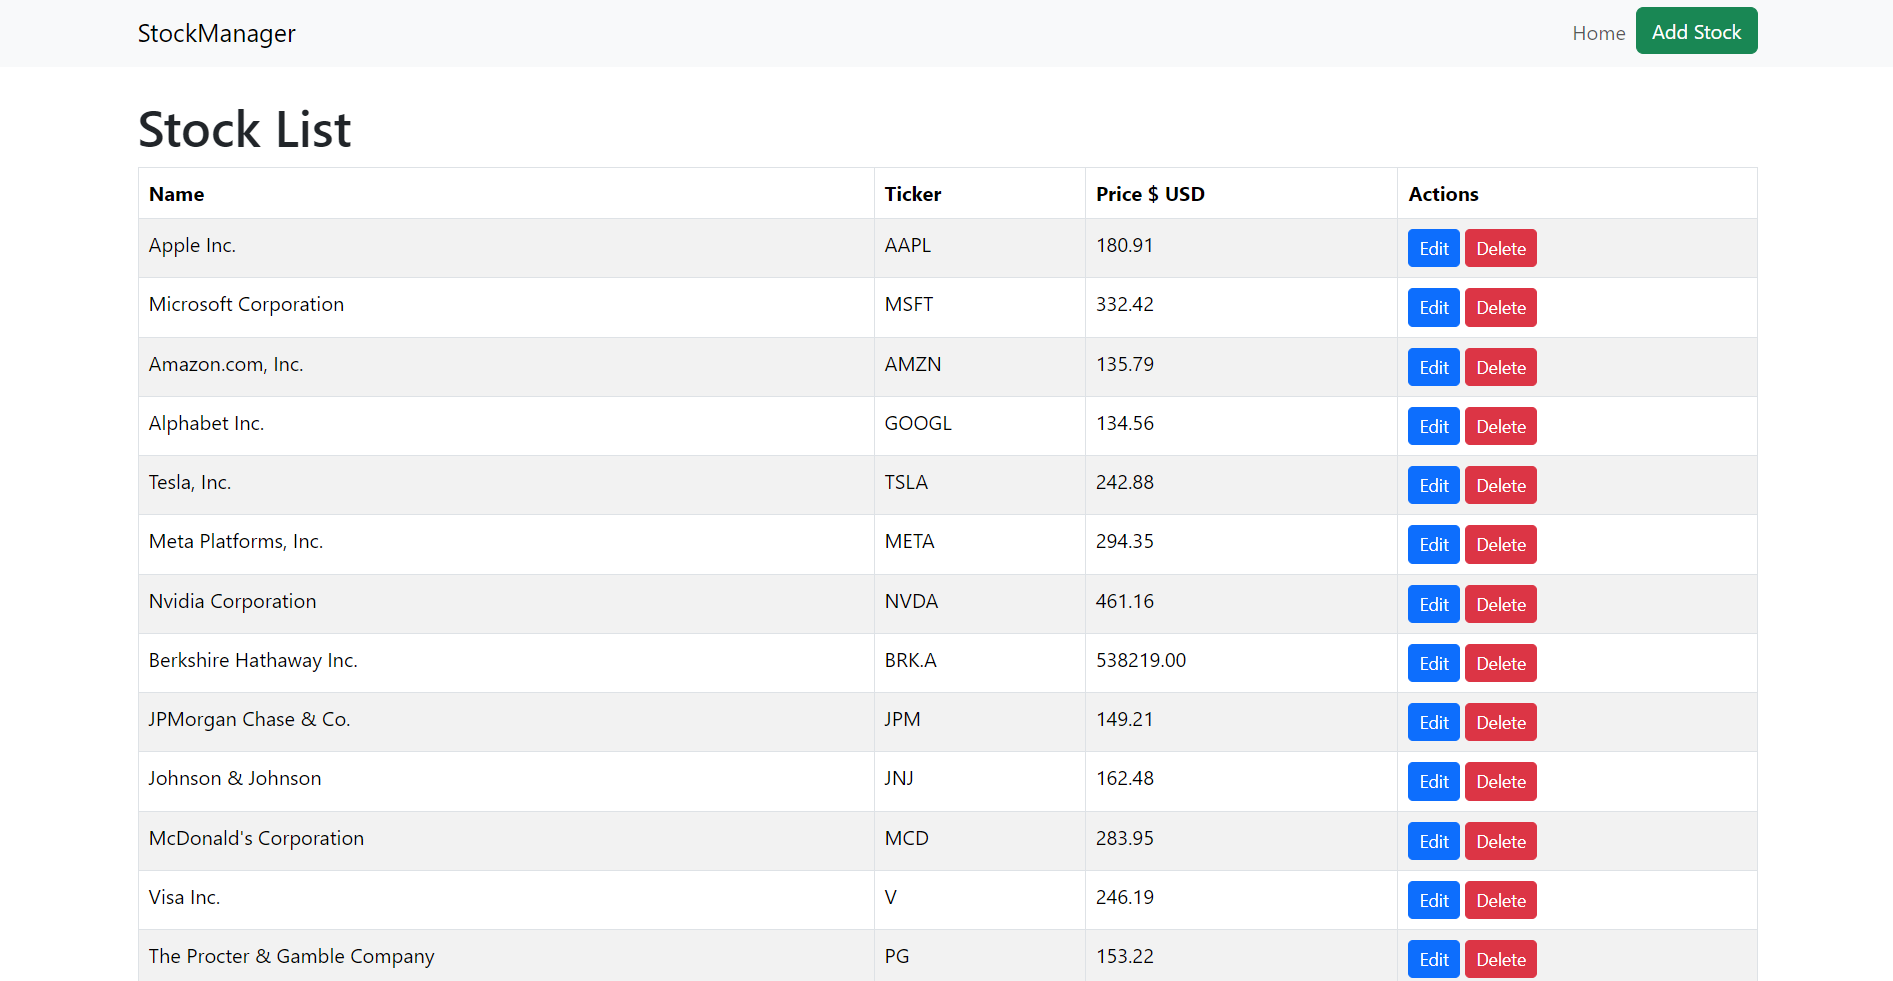 StockManager Home Add Stock
Stock List
Name Ticker Price $ USD Actions
Apple Inc. AAPL 180.91 Edit Delete
Microsoft Corporation MSFT 332.42 Edit Delete
Amazon.com, Inc. AMZN 135.79 Edit Delete
Alphabet Inc. GOOGL 134.56 Edit Delete
Tesla, Inc. TSLA 242.88 Edit Delete
Meta Platforms, Inc. META 294.35 Edit Delete
Nvidia Corporation NVDA 461.16 Edit Delete
Berkshire Hathaway Inc. BRK.A 538219.00 Edit Delete
JPMorgan Chase & Co. JPM 149.21 Edit Delete
Johnson & Johnson JNJ 162.48 Edit Delete
McDonald's Corporation MCD 283.95 Edit Delete
Visa Inc. V 246.19 Edit Delete
The Procter & Gamble Company PG 153.22 Edit Delete